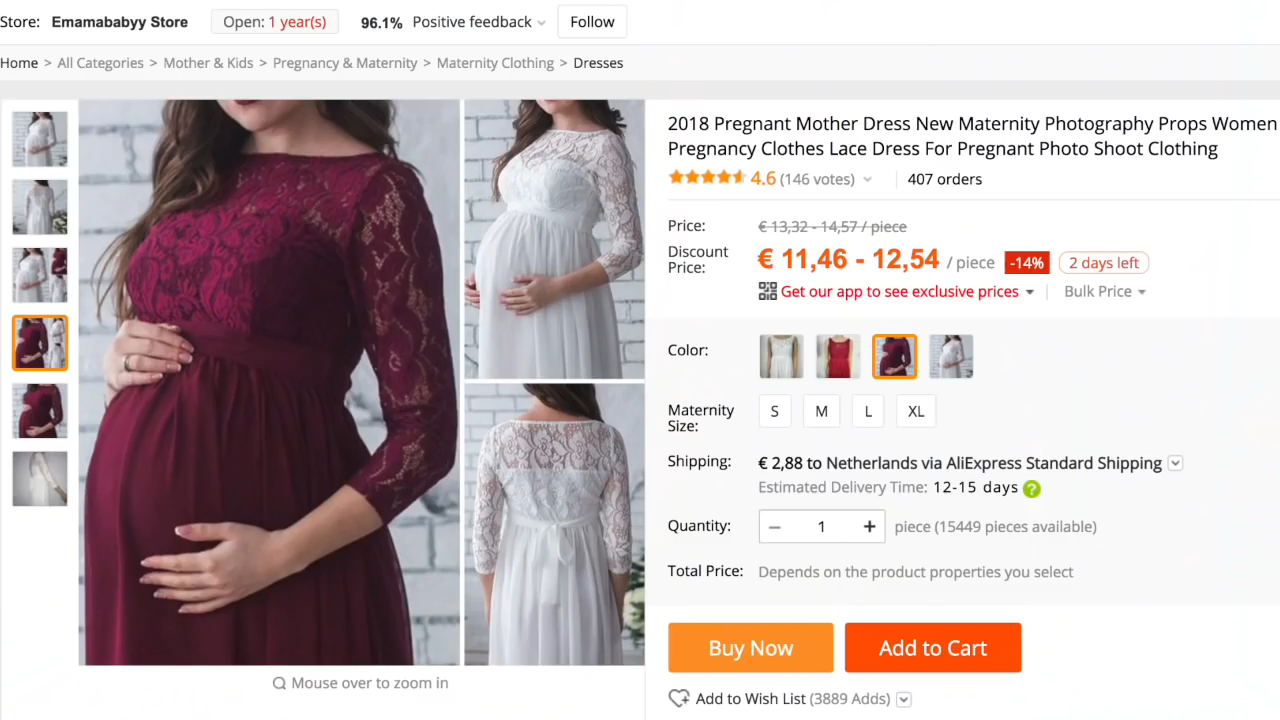 Store: Emamababyy Store Open: 1 year(s) 96.1% Positive feedback Follow
Home > All Categories > Mother & Kids > Pregnancy & Maternity > Maternity Clothing > Dresses
2018 Pregnant Mother Dress New Maternity Photography Props Women
Pregnancy Clothes Lace Dress For Pregnant Photo Shoot Clothing
4.6 (146 votes) 407 orders
Price: € 13,32 - 14,57 / piece
Discount
Price: € 11,46 - 12,54 / piece -14% 2 days left
Get our app to see exclusive prices Bulk Price
Color:
Maternity
Size: S M L XL
Shipping: € 2,88 to Netherlands via AliExpress Standard Shipping
Estimated Delivery Time: 12-15 days ?
Quantity: − 1 + piece (15449 pieces available)
Total Price: Depends on the product properties you select
Buy Now Add to Cart
Mouse over to zoom in
Add to Wish List (3889 Adds)